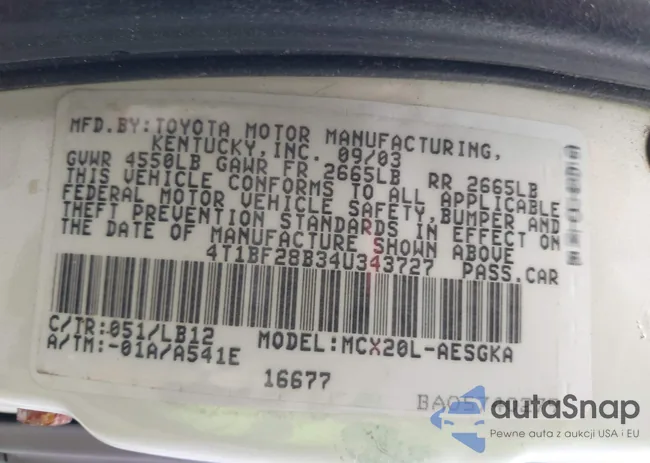 MFD.BY:TOYOTA MOTOR MANUFACTURING,
KENTUCKY,INC. 09/03
GVWR 4550LB GAWR FR 2665LB RR 2665LB
THIS VEHICLE CONFORMS TO ALL APPLICABLE
FEDERAL MOTOR VEHICLE SAFETY,BUMPER AND
THEFT PREVENTION STANDARDS IN EFFECT ON
THE DATE OF MANUFACTURE SHOWN ABOVE
4T1BF28B34U343727 PASS.CAR
C/TR:051/LB12 MODEL:MCX20L-AESGKA
A/TM:-01A/A541E
16677
autoSnap
Pewne auta z aukcji USA i EU